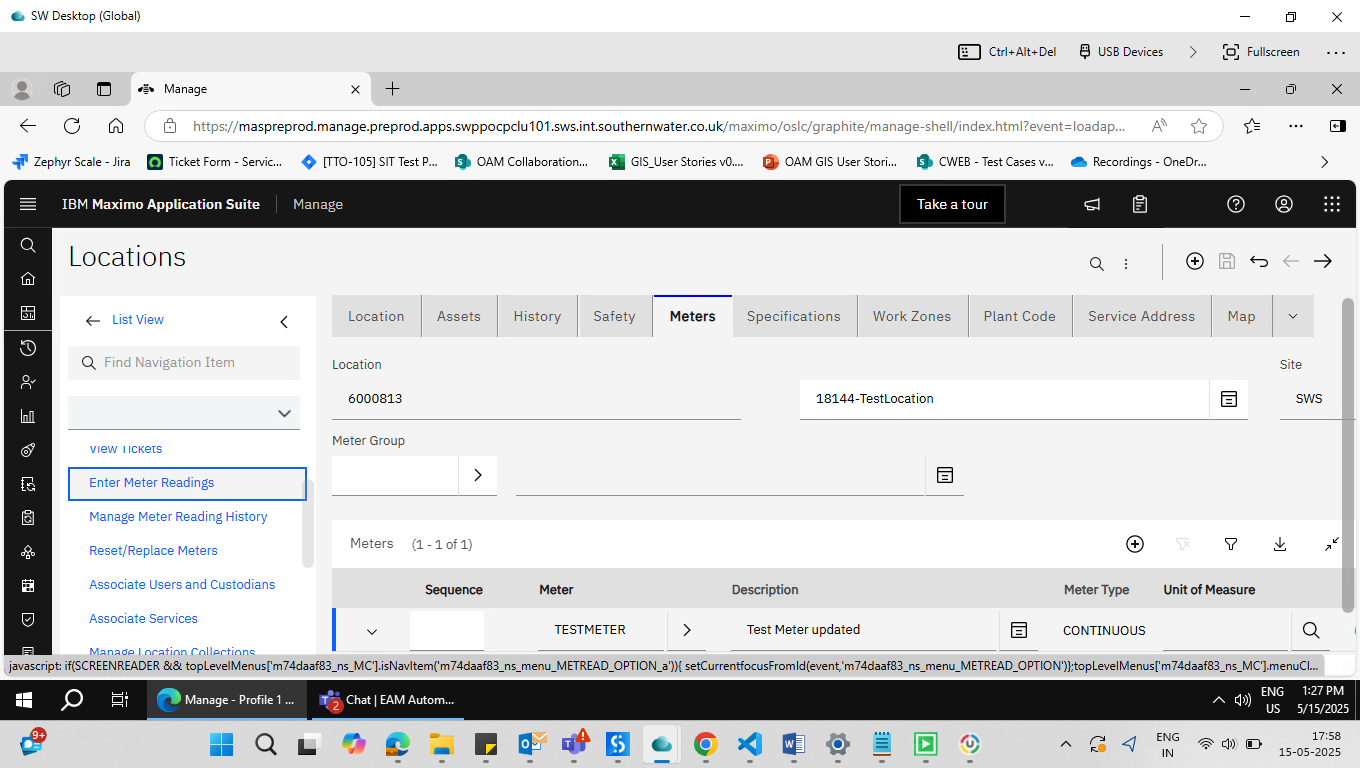 SW Desktop (Global)
Ctrl+Alt+Del USB Devices Fullscreen
Manage
https://maspreprod.manage.preprod.apps.swppocpclu101.sws.int.southernwater.co.uk/maximo/oslc/graphite/manage-shell/index.html?event=loadap...
Zephyr Scale - Jira Ticket Form - Servic... [TTO-105] SIT Test P... OAM Collaboration... GIS_User Stories v0.... OAM GIS User Stori... CWEB - Test Cases v... Recordings - OneDr...
IBM Maximo Application Suite Manage Take a tour
Locations
List View
Find Navigation Item
View Tickets
Enter Meter Readings
Manage Meter Reading History
Reset/Replace Meters
Associate Users and Custodians
Associate Services
Manage Location Collections
Location Assets History Safety Meters Specifications Work Zones Plant Code Service Address Map
Location Site
6000813 18144-TestLocation SWS
Meter Group
Meters (1 - 1 of 1)
Sequence Meter Description Meter Type Unit of Measure
TESTMETER Test Meter updated CONTINUOUS
javascript: if(SCREENREADER && topLevelMenus['m74daaf83_ns_MC'].isNavItem('m74daaf83_ns_menu_METREAD_OPTION_a')){ setCurrentfocusFromId(event,'m74daaf83_ns_menu_METREAD_OPTION')};topLevelMenus['m74daaf83_ns_MC'].menuCl...
Manage - Profile 1 ... 2 Chat | EAM Autom... ENG US 1:27 PM 5/15/2025
9+ ENG IN 17:58 15-05-2025